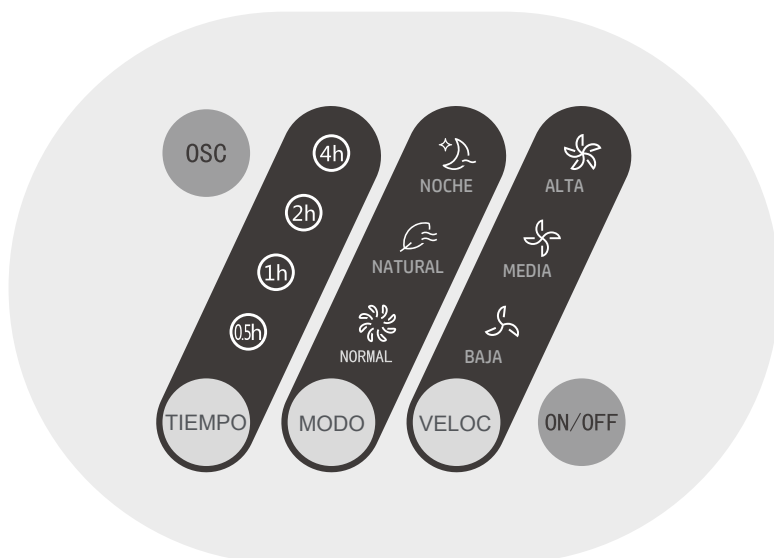 OSC
4h
2h
1h
0.5h
TIEMPO
NOCHE
NATURAL
NORMAL
MODO
ALTA
MEDIA
BAJA
VELOC
ON/OFF